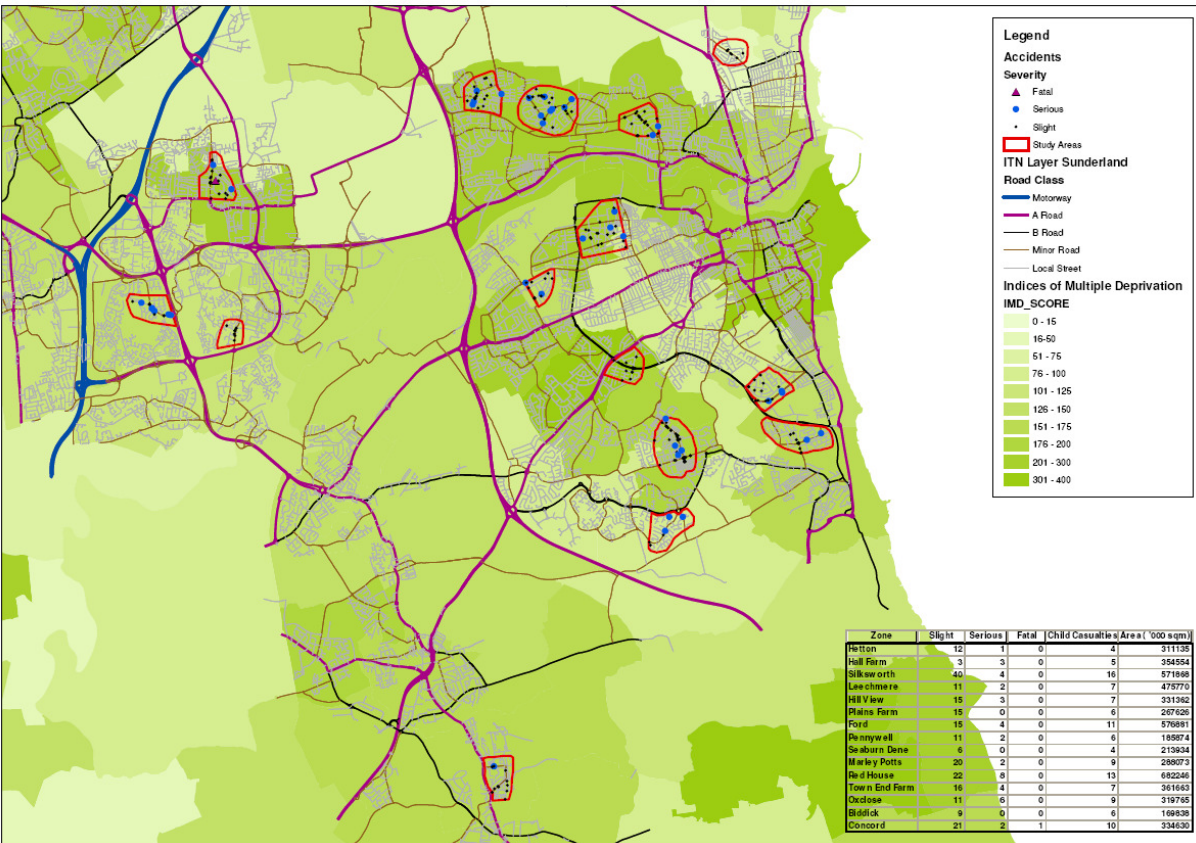 Legend
Accidents
Severity
Fatal
Serious
Slight
Study Areas
ITN Layer Sunderland
Road Class
Motorway
A Road
B Road
Minor Road
Local Street
Indices of Multiple Deprivation
IMD_SCORE
0 - 15
16-50
51 - 75
76 - 100
101 - 125
126 - 150
151 - 175
176 - 200
201 - 300
301 - 400
Zone Slight Serious Fatal Child Casualties Area ( '000 sqm)
Hetton 12 1 0 4 311135
Hall Farm 3 3 0 5 354554
Silksworth 40 4 0 16 571868
Leechmere 11 2 0 7 475770
Hill View 15 3 0 7 331362
Plains Farm 15 0 0 6 267626
Ford 15 4 0 11 576881
Pennywell 11 2 0 6 185874
Seaburn Dene 6 0 0 4 213934
Marley Potts 20 2 0 9 288073
Red House 22 8 0 13 682246
Town End Farm 16 4 0 7 361663
Oxclose 11 6 0 9 319765
Biddick 9 0 0 6 169838
Concord 21 2 1 10 334630